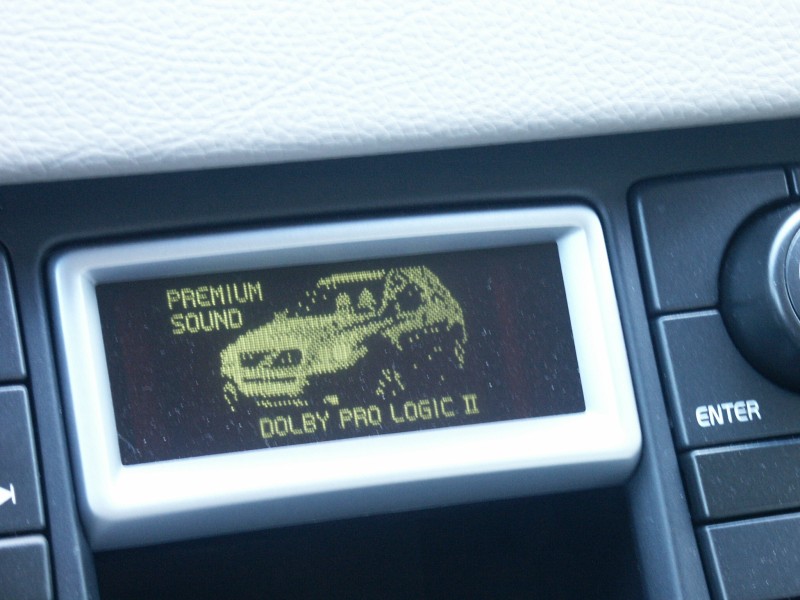 PREMIUM
SOUND
DOLBY PRO LOGIC II
ENTER